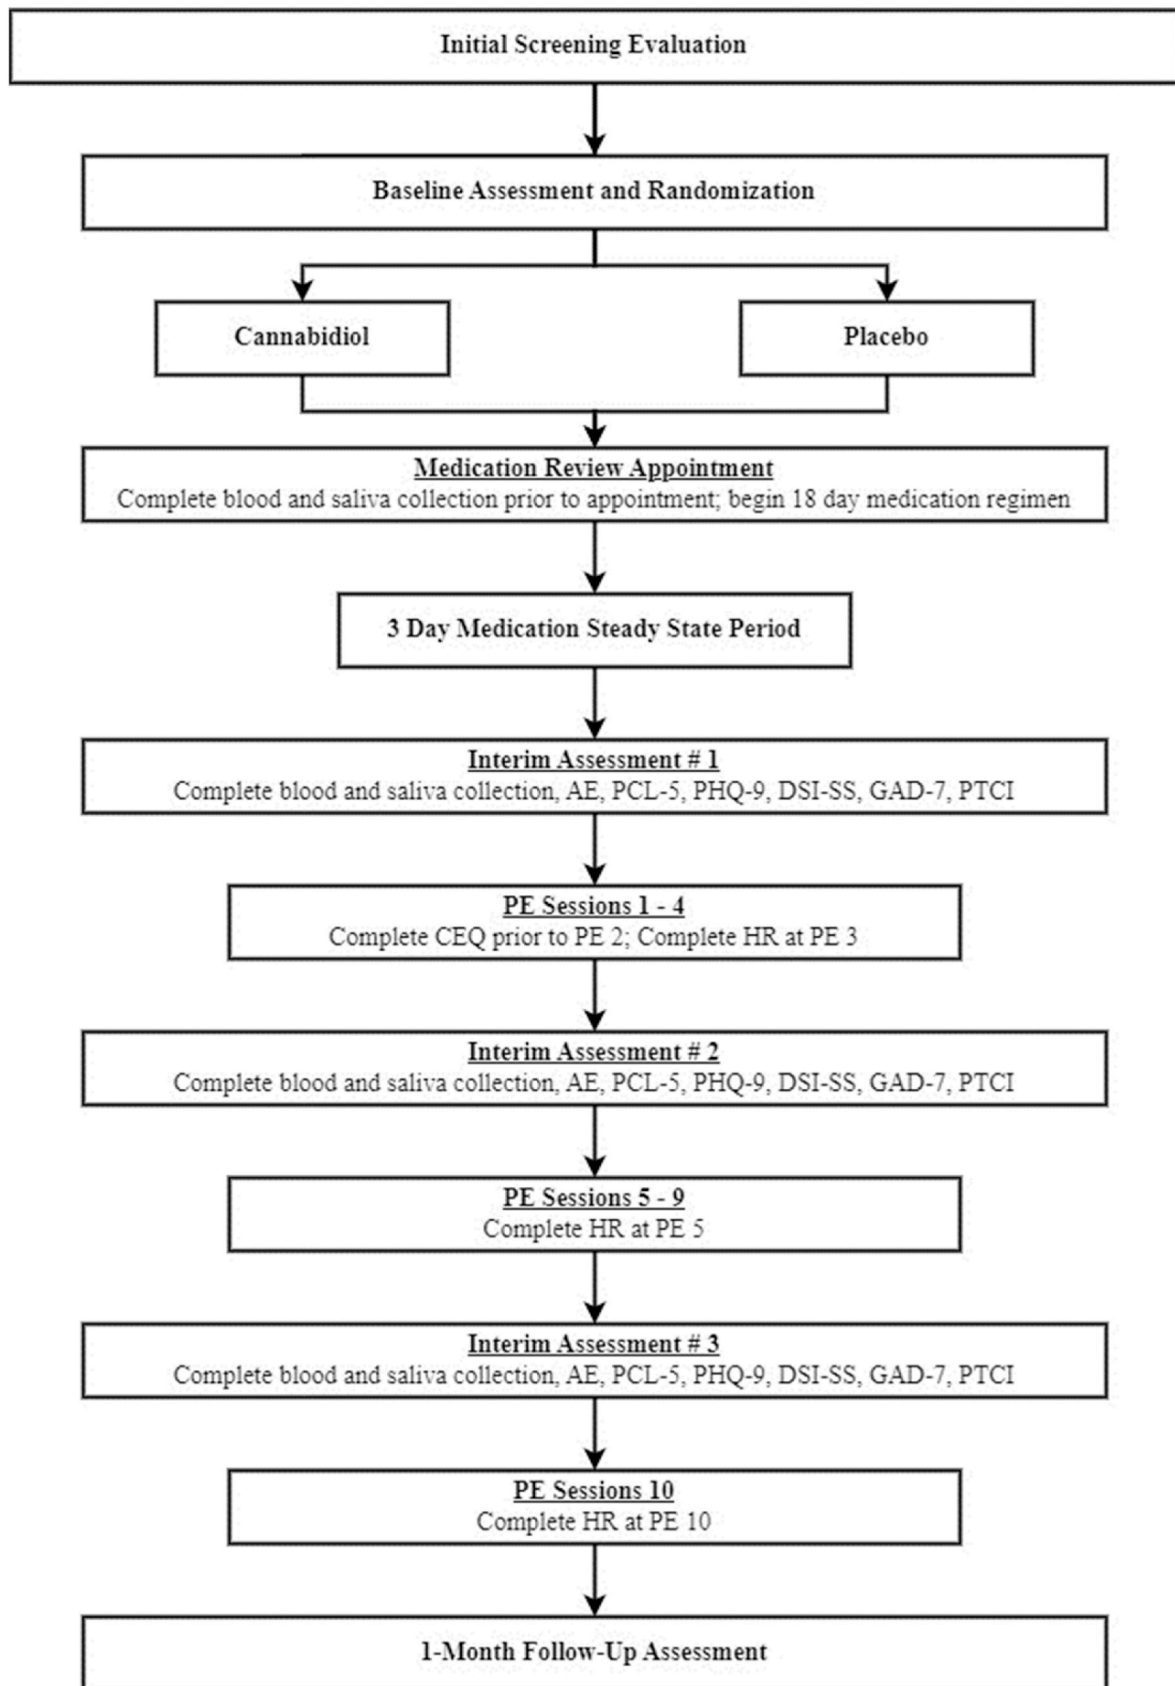 Initial Screening Evaluation
Baseline Assessment and Randomization
Cannabidiol
Placebo
Medication Review Appointment
Complete blood and saliva collection prior to appointment; begin 18 day medication regimen
3 Day Medication Steady State Period
Interim Assessment # 1
Complete blood and saliva collection, AE, PCL-5, PHQ-9, DSI-SS, GAD-7, PTCI
PE Sessions 1 - 4
Complete CEQ prior to PE 2; Complete HR at PE 3
Interim Assessment # 2
Complete blood and saliva collection, AE, PCL-5, PHQ-9, DSI-SS, GAD-7, PTCI
PE Sessions 5 - 9
Complete HR at PE 5
Interim Assessment # 3
Complete blood and saliva collection, AE, PCL-5, PHQ-9, DSI-SS, GAD-7, PTCI
PE Sessions 10
Complete HR at PE 10
1-Month Follow-Up Assessment